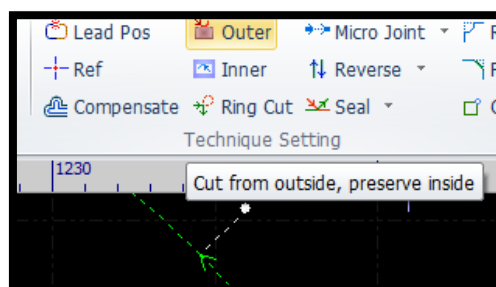 Lead Pos Outer Micro Joint
Ref Inner Reverse
Compensate Ring Cut Seal
Technique Setting
1230
Cut from outside, preserve inside